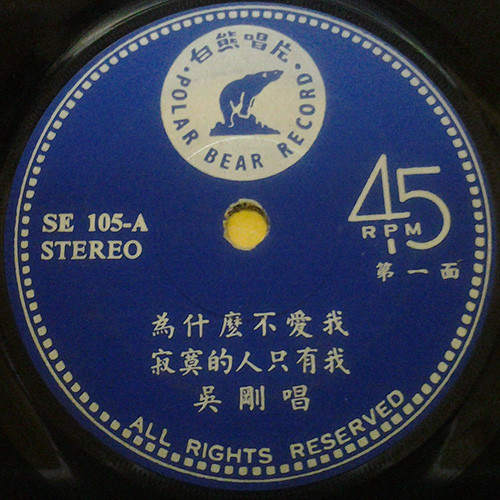 白熊唱片
POLAR BEAR RECORD
SE 105-A
STEREO
45
RPM
第一面
為什麼不愛我
寂寞的人只有我
吳剛唱
ALL RIGHTS RESERVED